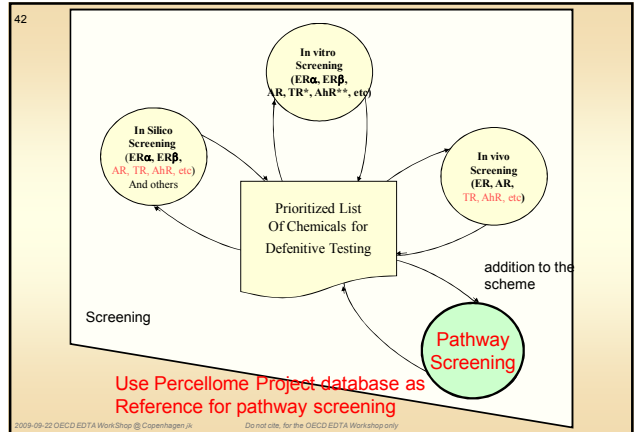 42
In vitro
Screening
(ERα, ERβ,
AR, TR*, AhR**, etc)
In Silico
Screening
(ERα, ERβ,
AR, TR, AhR, etc)
And others
In vivo
Screening
(ER, AR,
TR, AhR, etc)
Prioritized List
Of Chemicals for
Defenitive Testing
addition to the
scheme
Screening
Pathway
Screening
Use Percellome Project database as
Reference for pathway screening
2009-09-22 OECD EDTA WorkShop @ Copenhagen jk
Do not cite, for the OECD EDTA Workshop only